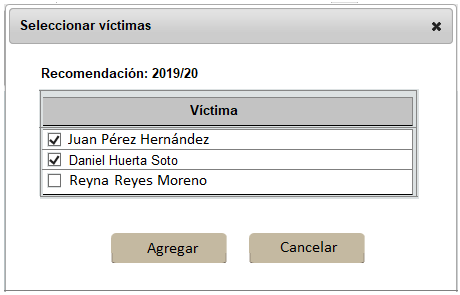 Seleccionar víctimas
Recomendación: 2019/20
Víctima
Juan Pérez Hernández
Daniel Huerta Soto
Reyna Reyes Moreno
Agregar Cancelar